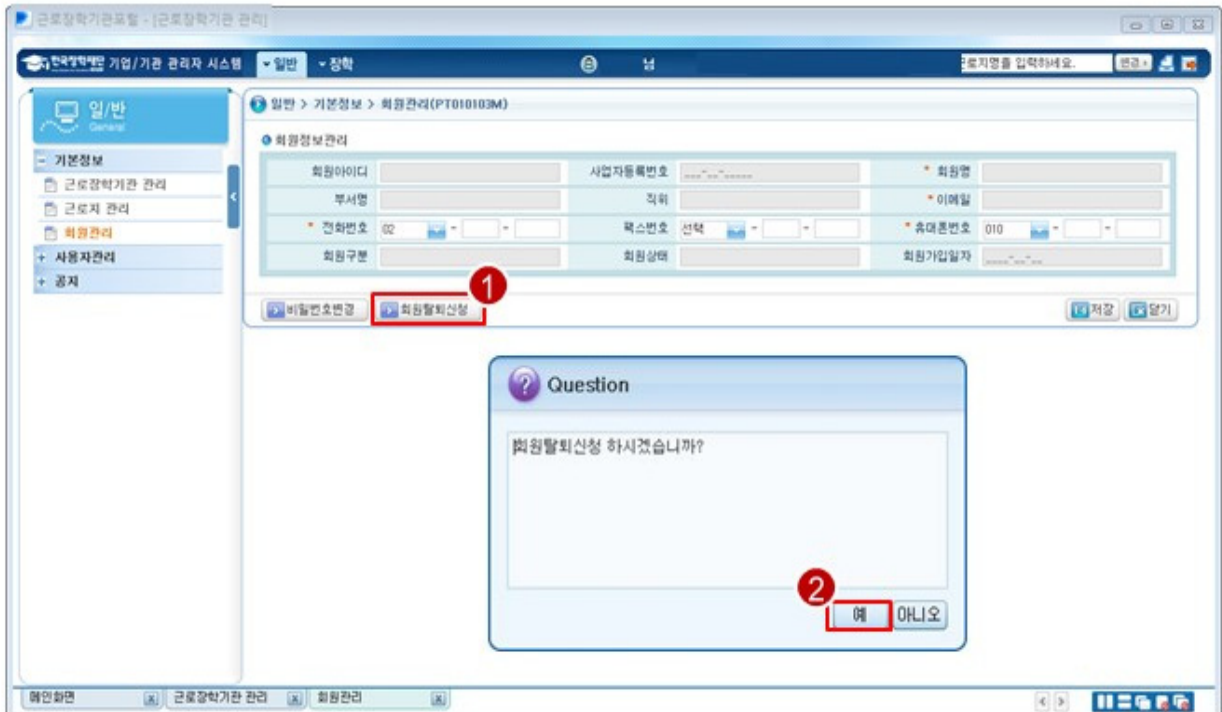 근로장학기관포털 - [근로장학기관 관리]
한국장학재단 기업/기관 관리자 시스템 일반 장학 님 근로지명을 입력하세요. 변경
일/반
General
기본정보
근로장학기관 관리
근로지 관리
회원관리
사용자관리
공지
일반 > 기본정보 > 회원관리(PT010103M)
회원정보관리
회원아이디 사업자등록번호 ___-__-_____ * 회원명
부서명 직위 * 이메일
* 전화번호 02 - - 팩스번호 선택 - - * 휴대폰번호 010 - -
회원구분 회원상태 회원가입일자 ____-__-__
1
비밀번호변경 회원탈퇴신청 저장 닫기
Question
회원탈퇴신청 하시겠습니까?
2
예 아니오
메인화면 근로장학기관 관리 회원관리